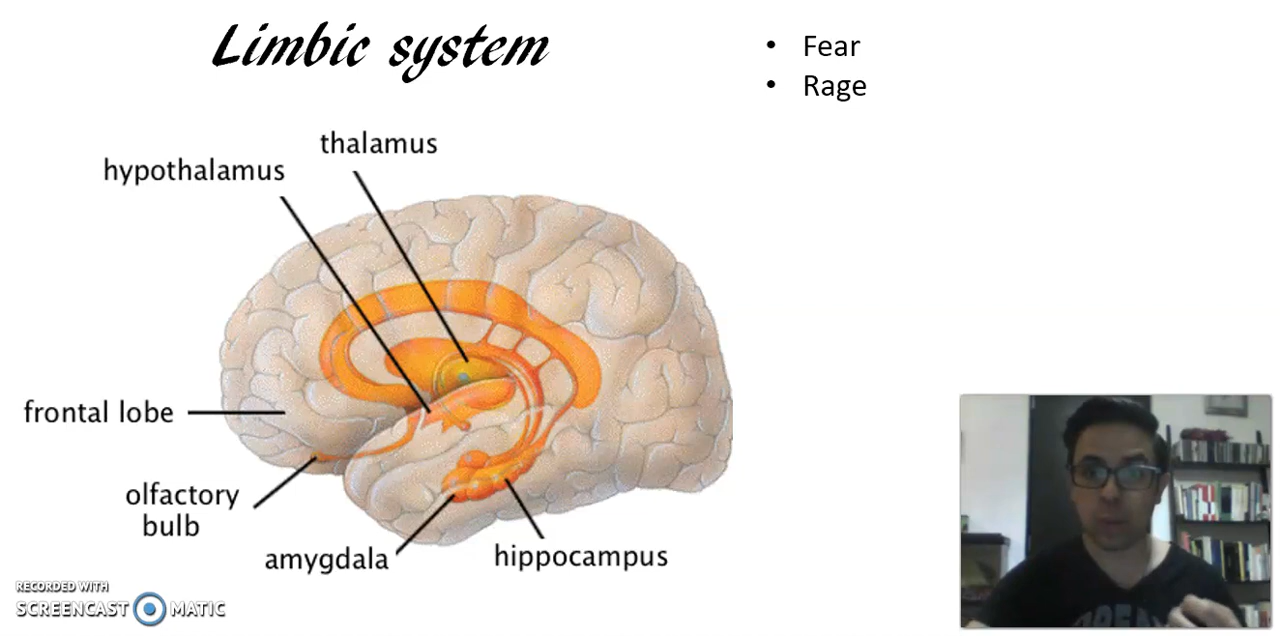 Limbic system
• Fear
• Rage
thalamus
hypothalamus
frontal lobe
olfactory
bulb
amygdala
hippocampus
RECORDED WITH
SCREENCAST MATIC